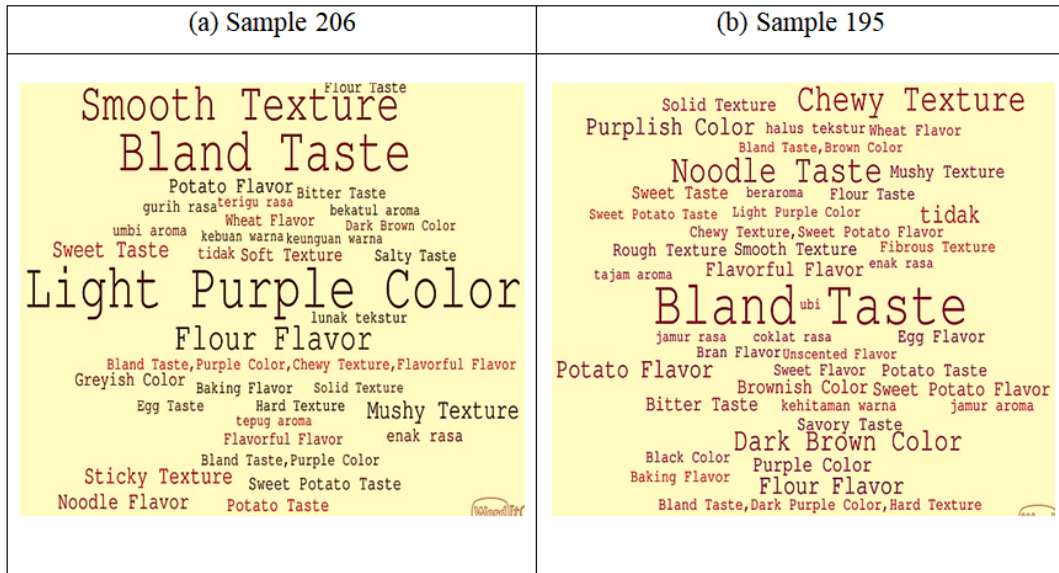 (a) Sample 206
(b) Sample 195
Flour Taste
Smooth Texture
Bland Taste
Potato Flavor Bitter Taste
gurih rasa terigu rasa bekatul aroma
Wheat Flavor Dark Brown Color
umbi aroma kebuan warna keunguan warna
Sweet Taste tidak Soft Texture Salty Taste
Light Purple Color
lunak tekstur
Flour Flavor
Bland Taste,Purple Color,Chewy Texture,Flavorful Flavor
Greyish Color Baking Flavor Solid Texture
Egg Taste Hard Texture Mushy Texture
tepug aroma
Flavorful Flavor enak rasa
Bland Taste,Purple Color
Sticky Texture Sweet Potato Taste
Noodle Flavor Potato Taste
Solid Texture Chewy Texture
Purplish Color halus tekstur Wheat Flavor
Bland Taste,Brown Color
Noodle Taste Mushy Texture
Sweet Taste beraroma Flour Taste
Sweet Potato Taste Light Purple Color tidak
Chewy Texture,Sweet Potato Flavor
Rough Texture Smooth Texture Fibrous Texture
tajam aroma Flavorful Flavor enak rasa
Bland ubi Taste
jamur rasa coklat rasa Egg Flavor
Bran Flavor Unscented Flavor
Potato Flavor Sweet Flavor Potato Taste
Brownish Color Sweet Potato Flavor
Bitter Taste kehitaman warna jamur aroma
Savory Taste
Dark Brown Color
Black Color Purple Color
Baking Flavor Flour Flavor
Bland Taste,Dark Purple Color,Hard Texture